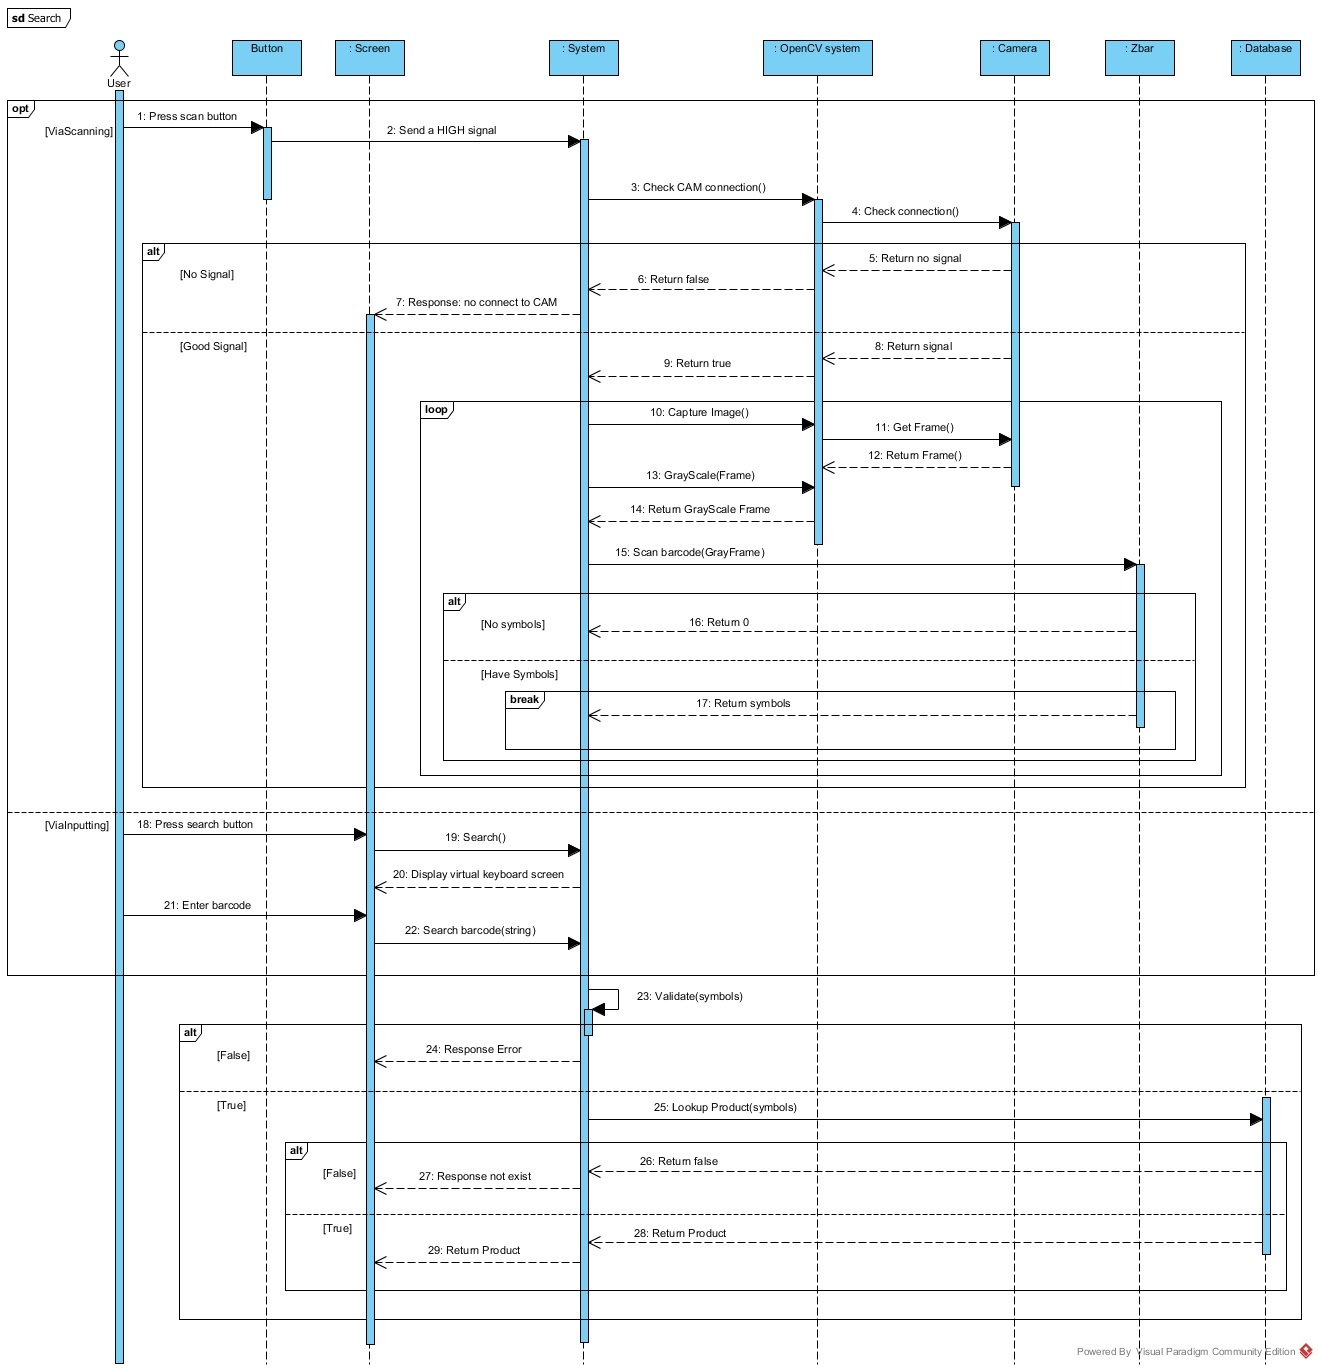 sd Search
User
Button
: Screen
: System
: OpenCV system
: Camera
: Zbar
: Database
opt
[ViaScanning]
1: Press scan button
2: Send a HIGH signal
3: Check CAM connection()
4: Check connection()
alt
[No Signal]
5: Return no signal
6: Return false
7: Response: no connect to CAM
[Good Signal]
8: Return signal
9: Return true
loop
10: Capture Image()
11: Get Frame()
12: Return Frame()
13: GrayScale(Frame)
14: Return GrayScale Frame
15: Scan barcode(GrayFrame)
alt
[No symbols]
16: Return 0
[Have Symbols]
break
17: Return symbols
[ViaInputting]
18: Press search button
19: Search()
20: Display virtual keyboard screen
21: Enter barcode
22: Search barcode(string)
23: Validate(symbols)
alt
[False]
24: Response Error
[True]
25: Lookup Product(symbols)
alt
[False]
26: Return false
27: Response not exist
[True]
28: Return Product
29: Return Product
Powered By Visual Paradigm Community Edition